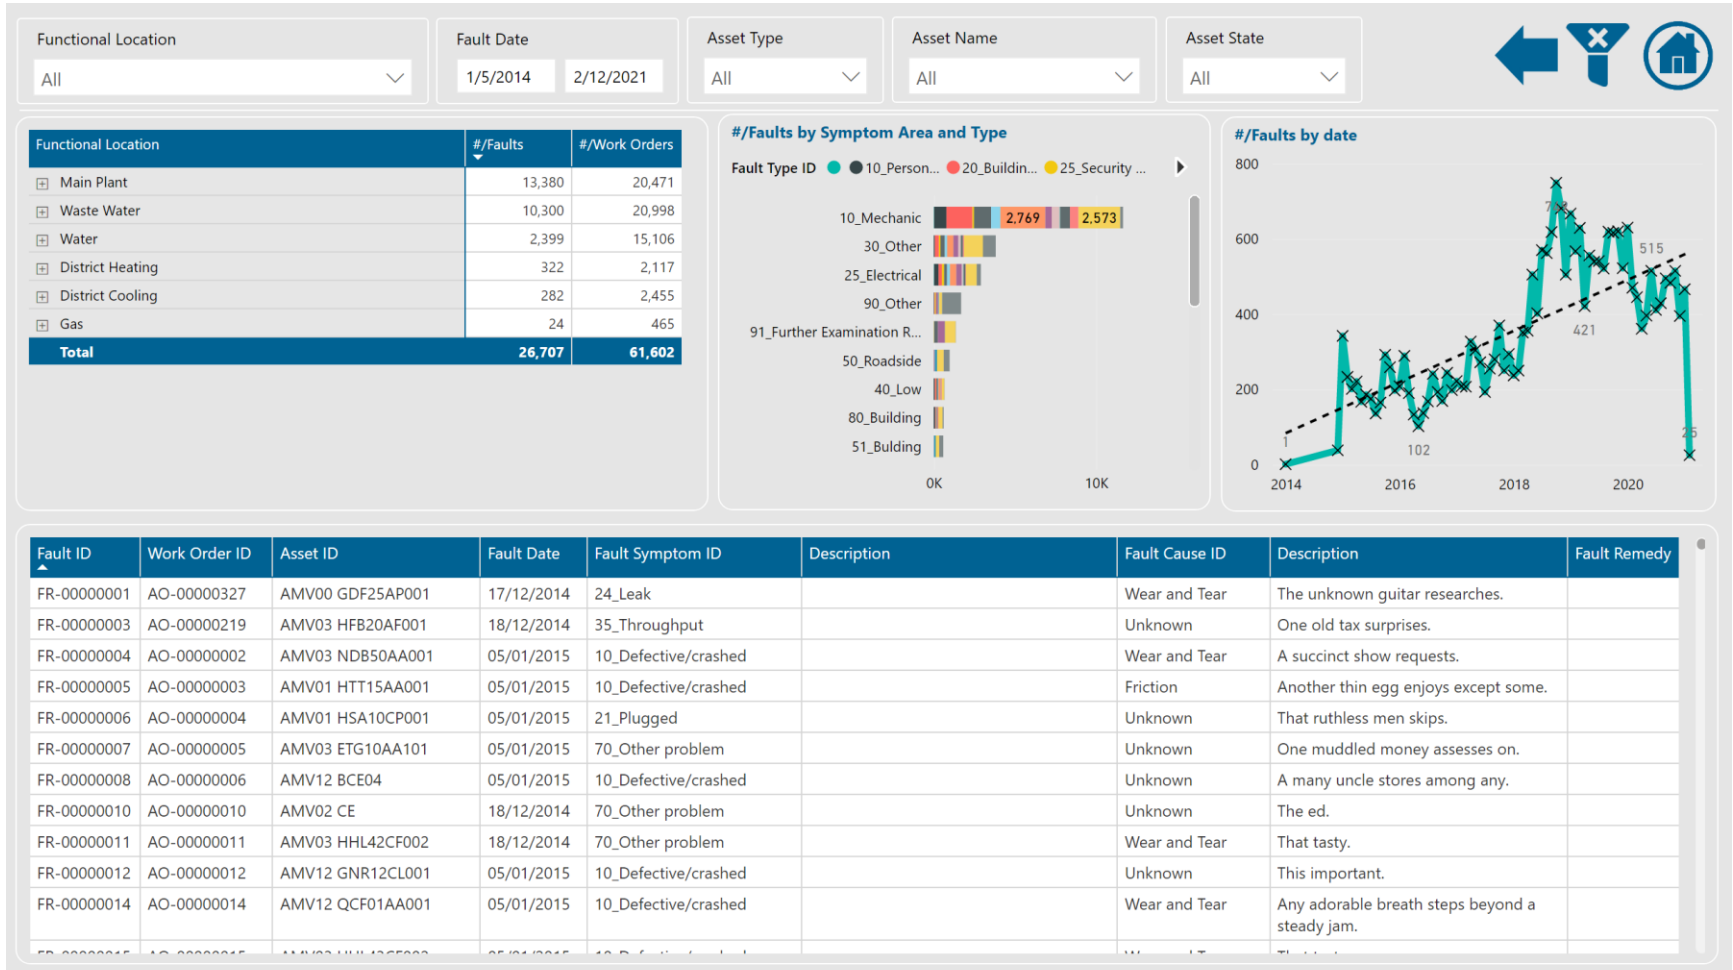 Functional Location
Fault Date
Asset Type
Asset Name
Asset State
All
1/5/2014
2/12/2021
All
All
All
Functional Location #/Faults #/Work Orders
Main Plant 13,380 20,471
Waste Water 10,300 20,998
Water 2,399 15,106
District Heating 322 2,117
District Cooling 282 2,455
Gas 24 465
Total 26,707 61,602
#/Faults by Symptom Area and Type
Fault Type ID 10_Person... 20_Buildin... 25_Security ...
10_Mechanic 2,769 2,573
30_Other
25_Electrical
90_Other
91_Further Examination R...
50_Roadside
40_Low
80_Building
51_Bulding
0K 10K
#/Faults by date
800
600
400
200
0
515
421
1
102
25
2014 2016 2018 2020
Fault ID Work Order ID Asset ID Fault Date Fault Symptom ID Description Fault Cause ID Description Fault Remedy
FR-00000001 AO-00000327 AMV00 GDF25AP001 17/12/2014 24_Leak Wear and Tear The unknown guitar researches.
FR-00000003 AO-00000219 AMV03 HFB20AF001 18/12/2014 35_Throughput Unknown One old tax surprises.
FR-00000004 AO-00000002 AMV03 NDB50AA001 05/01/2015 10_Defective/crashed Wear and Tear A succinct show requests.
FR-00000005 AO-00000003 AMV01 HTT15AA001 05/01/2015 10_Defective/crashed Friction Another thin egg enjoys except some.
FR-00000006 AO-00000004 AMV01 HSA10CP001 05/01/2015 21_Plugged Unknown That ruthless men skips.
FR-00000007 AO-00000005 AMV03 ETG10AA101 05/01/2015 70_Other problem Unknown One muddled money assesses on.
FR-00000008 AO-00000006 AMV12 BCE04 05/01/2015 10_Defective/crashed Unknown A many uncle stores among any.
FR-00000010 AO-00000010 AMV02 CE 18/12/2014 70_Other problem Unknown The ed.
FR-00000011 AO-00000011 AMV03 HHL42CF002 18/12/2014 70_Other problem Wear and Tear That tasty.
FR-00000012 AO-00000012 AMV12 GNR12CL001 05/01/2015 10_Defective/crashed Unknown This important.
FR-00000014 AO-00000014 AMV12 QCF01AA001 05/01/2015 10_Defective/crashed Wear and Tear Any adorable breath steps beyond a
steady jam.